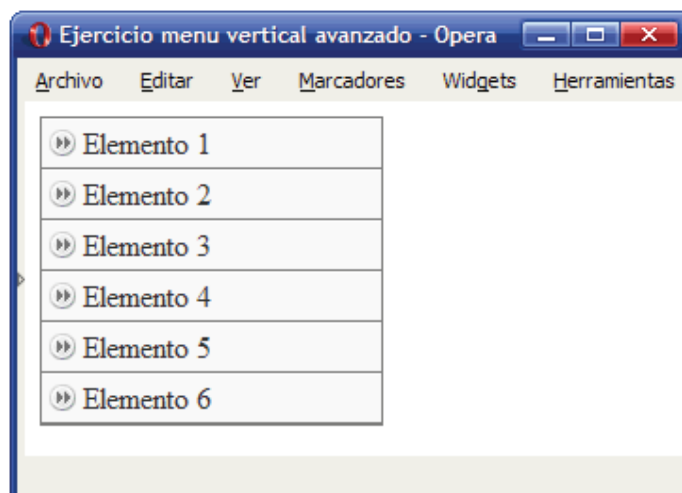 Ejercicio menu vertical avanzado - Opera
Archivo Editar Ver Marcadores Widgets Herramientas
Elemento 1
Elemento 2
Elemento 3
Elemento 4
Elemento 5
Elemento 6